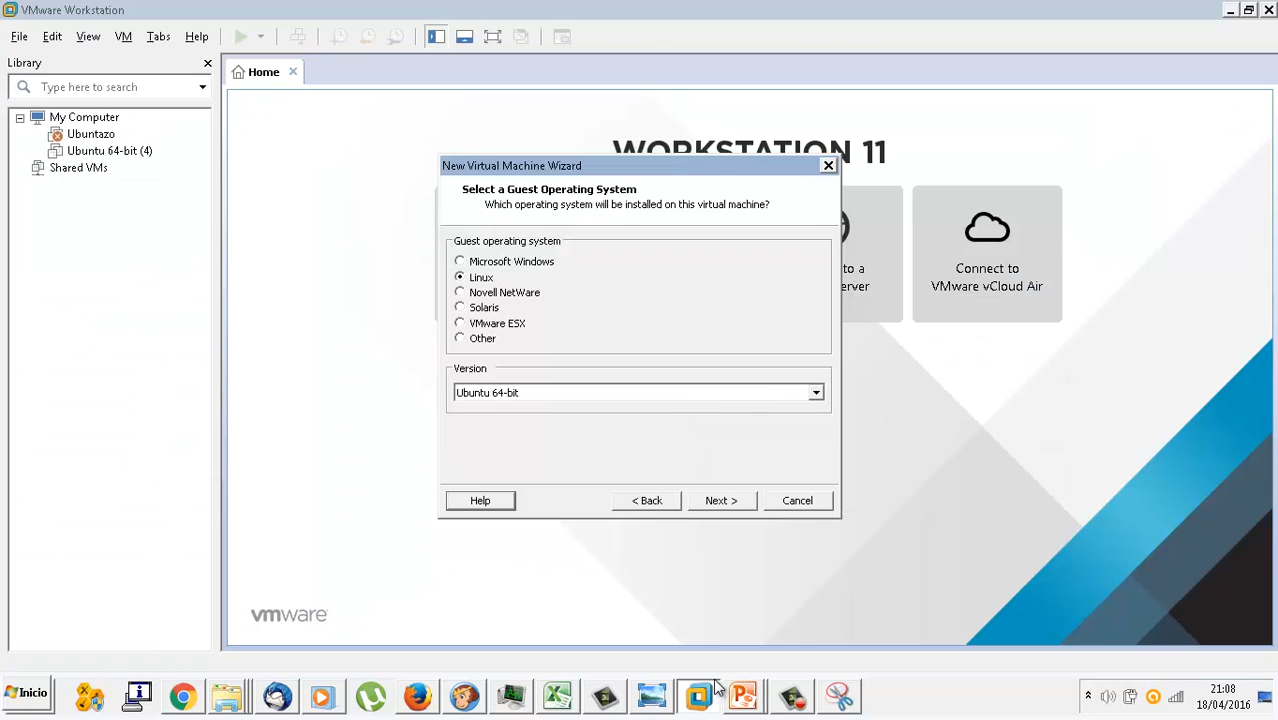 VMware Workstation
File Edit View VM Tabs Help
Library
Type here to search
My Computer
Ubuntazo
Ubuntu 64-bit (4)
Shared VMs
Home
WORKSTATION 11
to a
erver
Connect to
VMware vCloud Air
New Virtual Machine Wizard
Select a Guest Operating System
Which operating system will be installed on this virtual machine?
Guest operating system
Microsoft Windows
Linux
Novell NetWare
Solaris
VMware ESX
Other
Version
Ubuntu 64-bit
Help
< Back
Next >
Cancel
vmware
Inicio
21:08
18/04/2016